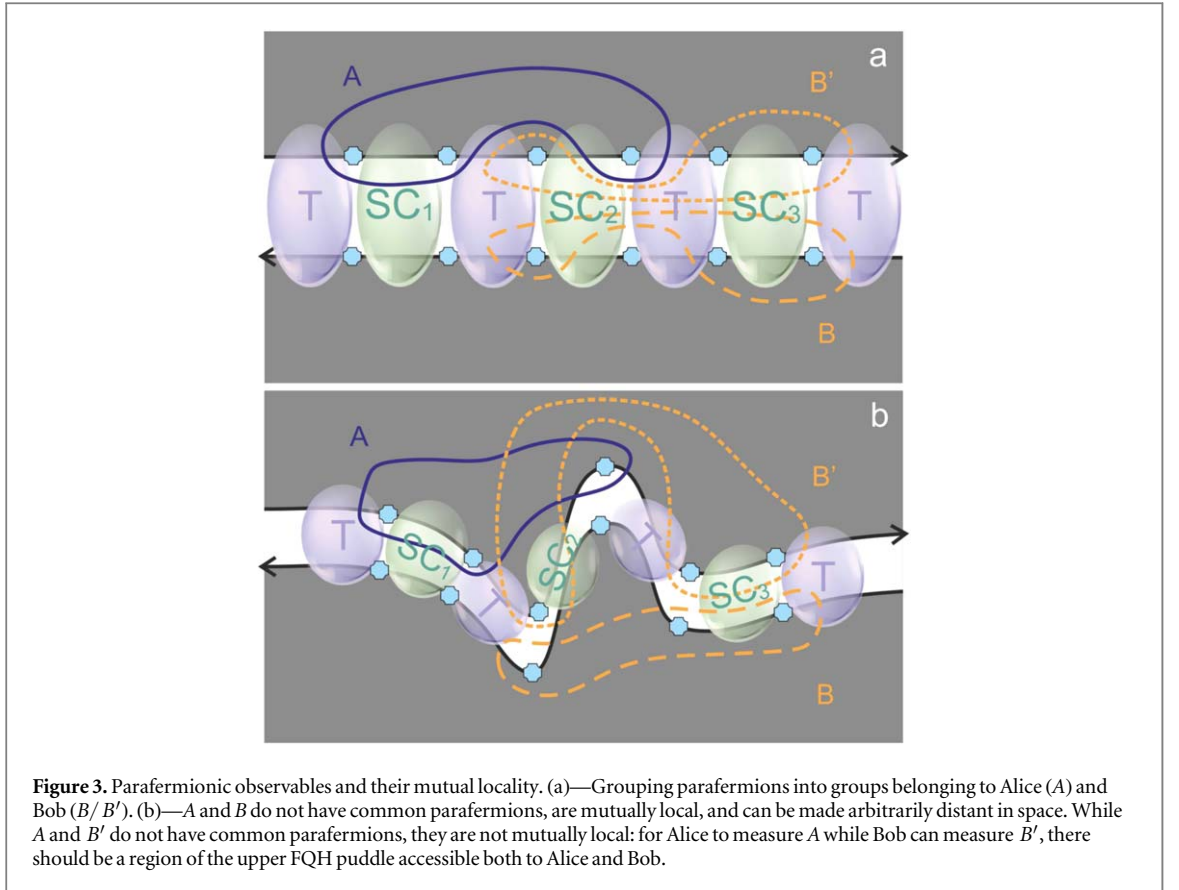 a
A
B'
T
SC1
T
SC2
T
SC3
T
B
b
A
B'
T
SC1
T
SC2
T
SC3
T
B
Figure 3. Parafermionic observables and their mutual locality. (a)—Grouping parafermions into groups belonging to Alice (A) and
Bob (B/B′). (b)—A and B do not have common parafermions, are mutually local, and can be made arbitrarily distant in space. While
A and B′ do not have common parafermions, they are not mutually local: for Alice to measure A while Bob can measure B′, there
should be a region of the upper FQH puddle accessible both to Alice and Bob.